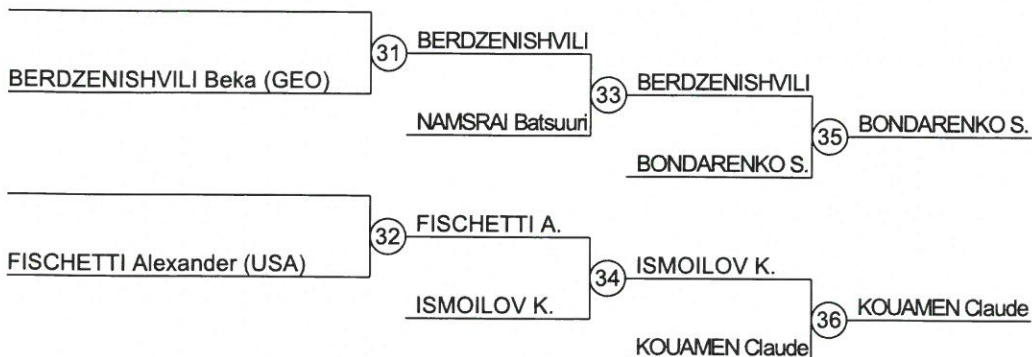 31 BERDZENISHVILI
BERDZENISHVILI Beka (GEO)
33 BERDZENISHVILI
NAMSRAI Batsuuri
35 BONDARENKO S.
BONDARENKO S.
32 FISCHETTI A.
FISCHETTI Alexander (USA)
34 ISMOILOV K.
ISMOILOV K.
36 KOUAMEN Claude
KOUAMEN Claude